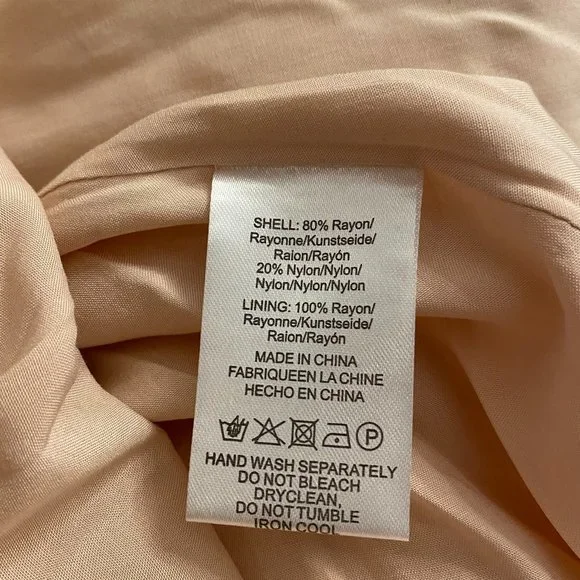 SHELL: 80% Rayon/
Rayonne/Kunstseide/
Raion/Rayón
20% Nylon/Nylon/
Nylon/Nylon/Nylon
LINING: 100% Rayon/
Rayonne/Kunstseide/
Raion/Rayón
MADE IN CHINA
FABRIQUEEN LA CHINE
HECHO EN CHINA
P
HAND WASH SEPARATELY
DO NOT BLEACH
DRYCLEAN,
DO NOT TUMBLE
IRON COOL